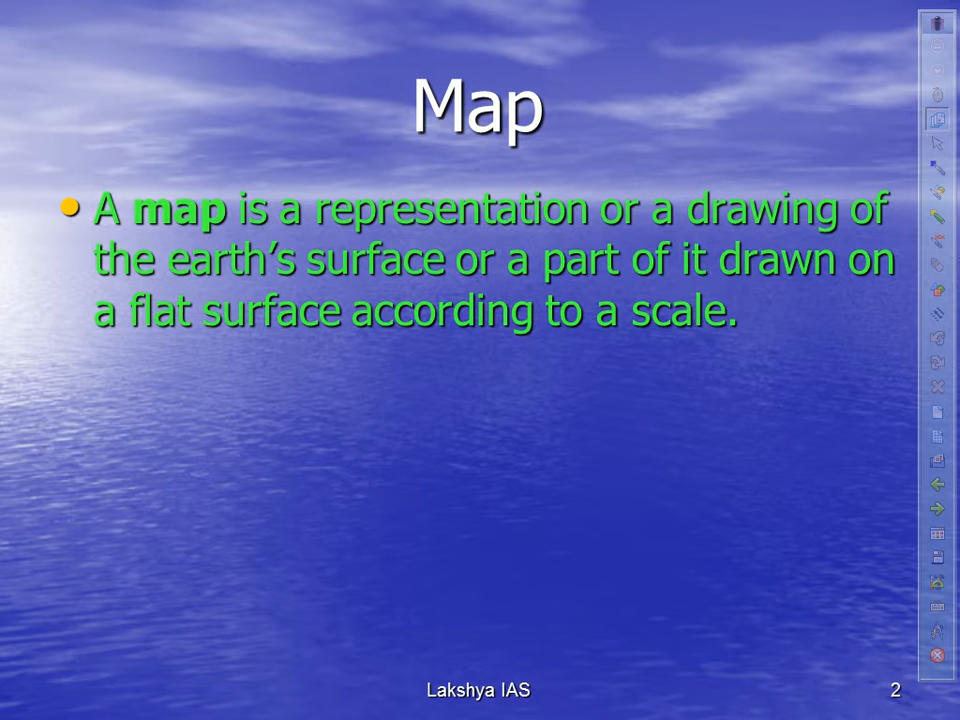 Map
• A map is a representation or a drawing of
the earth’s surface or a part of it drawn on
a flat surface according to a scale.
Lakshya IAS
2